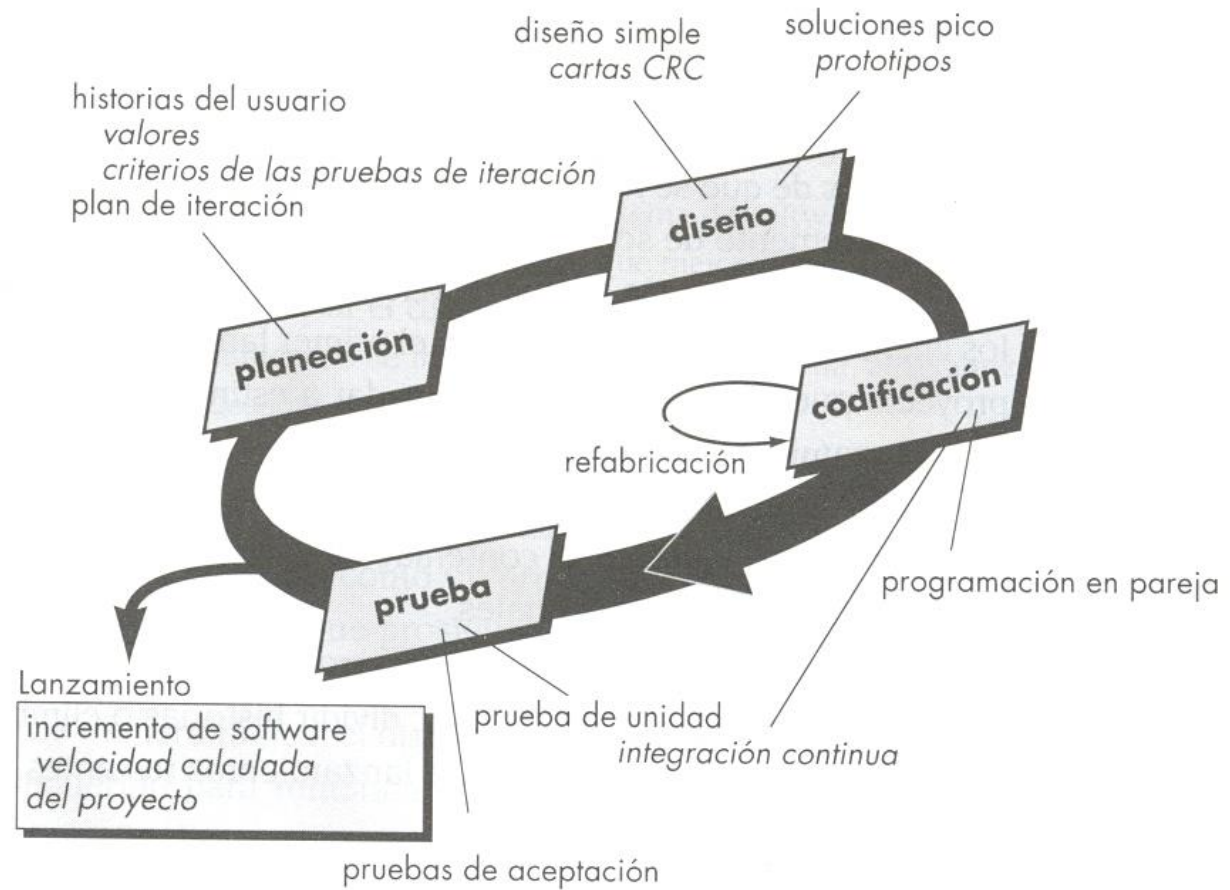 diseño simple
cartas CRC
soluciones pico
prototipos
historias del usuario
valores
criterios de las pruebas de iteración
plan de iteración
diseño
planeación
codificación
refabricación
programación en pareja
prueba
Lanzamiento
incremento de software
velocidad calculada
del proyecto
prueba de unidad
integración continua
pruebas de aceptación